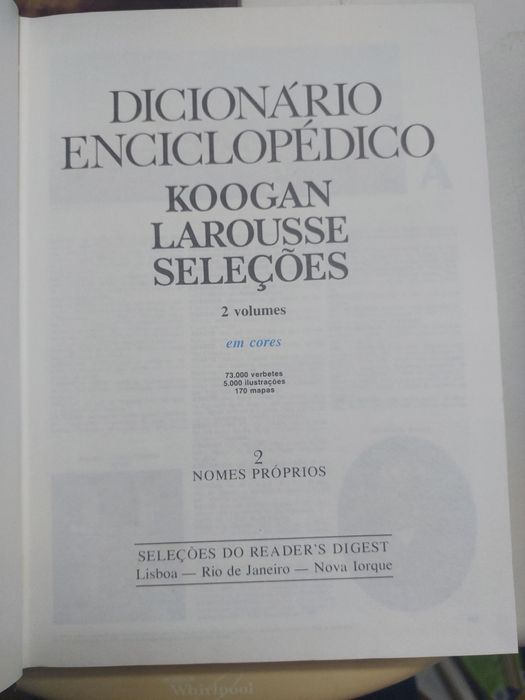 DICIONÁRIO
ENCICLOPÉDICO
KOOGAN
LAROUSSE
SELEÇÕES
2 volumes
em cores
73.000 verbetes
5.000 ilustrações
170 mapas
2
NOMES PRÓPRIOS
SELEÇÕES DO READER'S DIGEST
Lisboa — Rio de Janeiro — Nova Iorque
Whirlpool